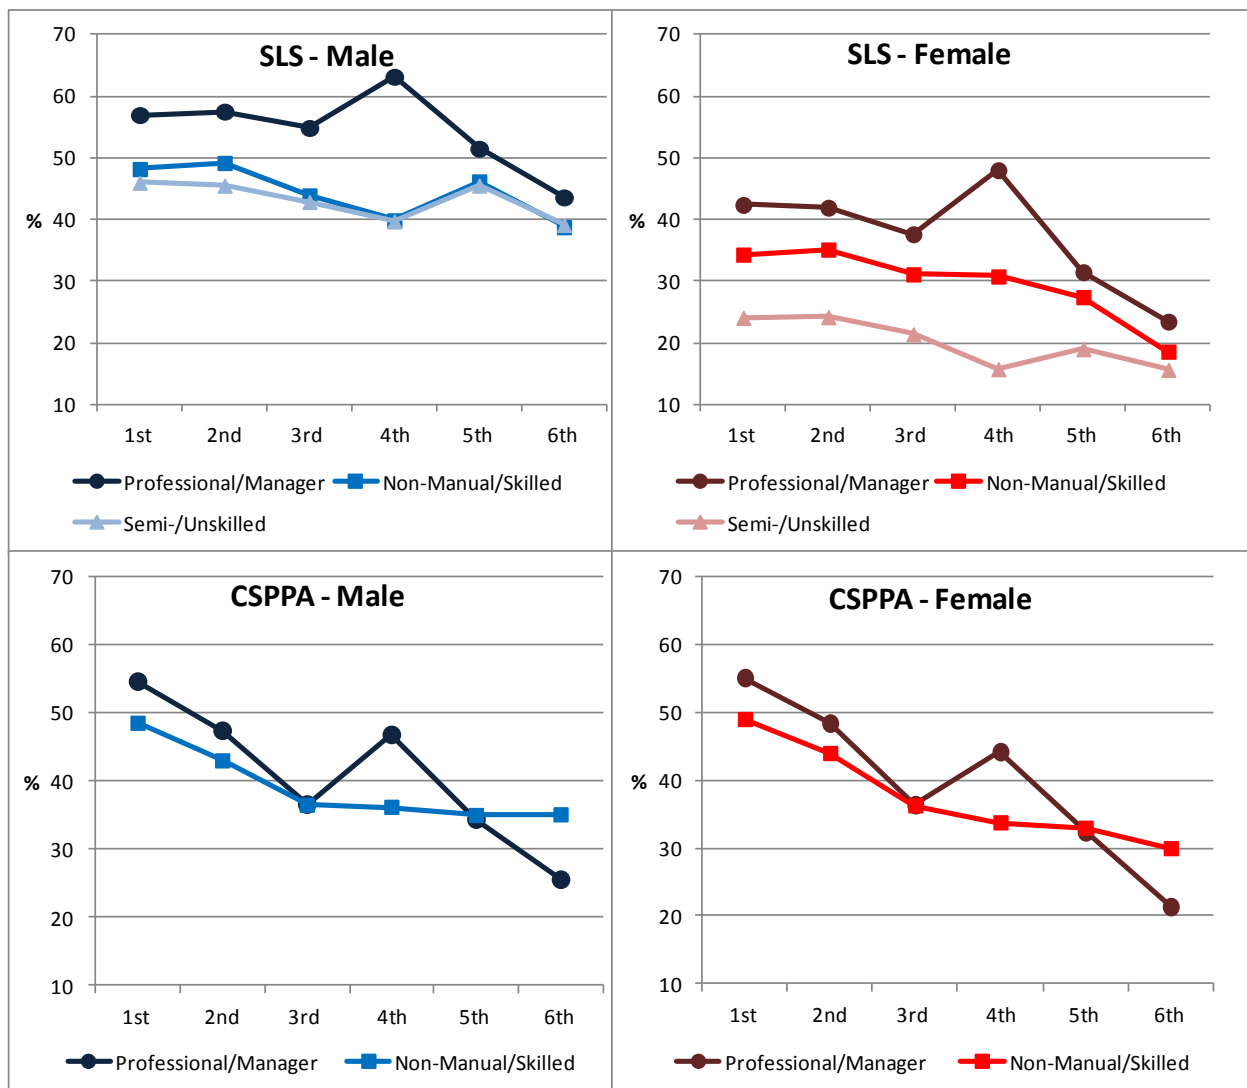 SLS - Male
%
70
60
50
40
30
20
10
1st 2nd 3rd 4th 5th 6th
Professional/Manager Non-Manual/Skilled
Semi-/Unskilled
SLS - Female
%
70
60
50
40
30
20
10
1st 2nd 3rd 4th 5th 6th
Professional/Manager Non-Manual/Skilled
Semi-/Unskilled
CSPPA - Male
%
70
60
50
40
30
20
10
1st 2nd 3rd 4th 5th 6th
Professional/Manager Non-Manual/Skilled
CSPPA - Female
%
70
60
50
40
30
20
10
1st 2nd 3rd 4th 5th 6th
Professional/Manager Non-Manual/Skilled